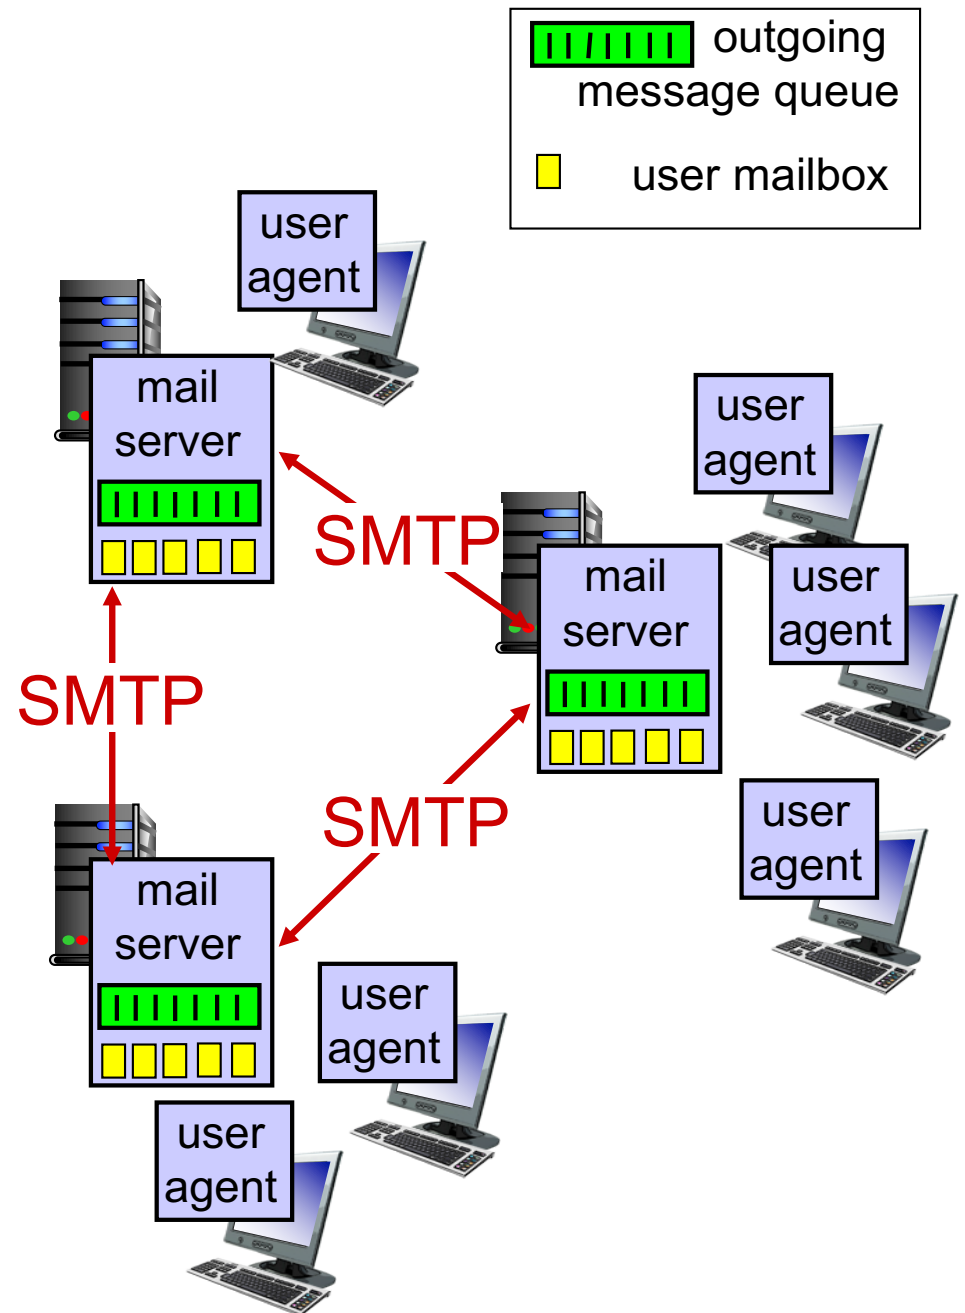 outgoing
message queue
user mailbox
user
agent
mail
server
user
agent
SMTP
mail
server
user
agent
SMTP
SMTP
user
agent
mail
server
user
agent
user
agent